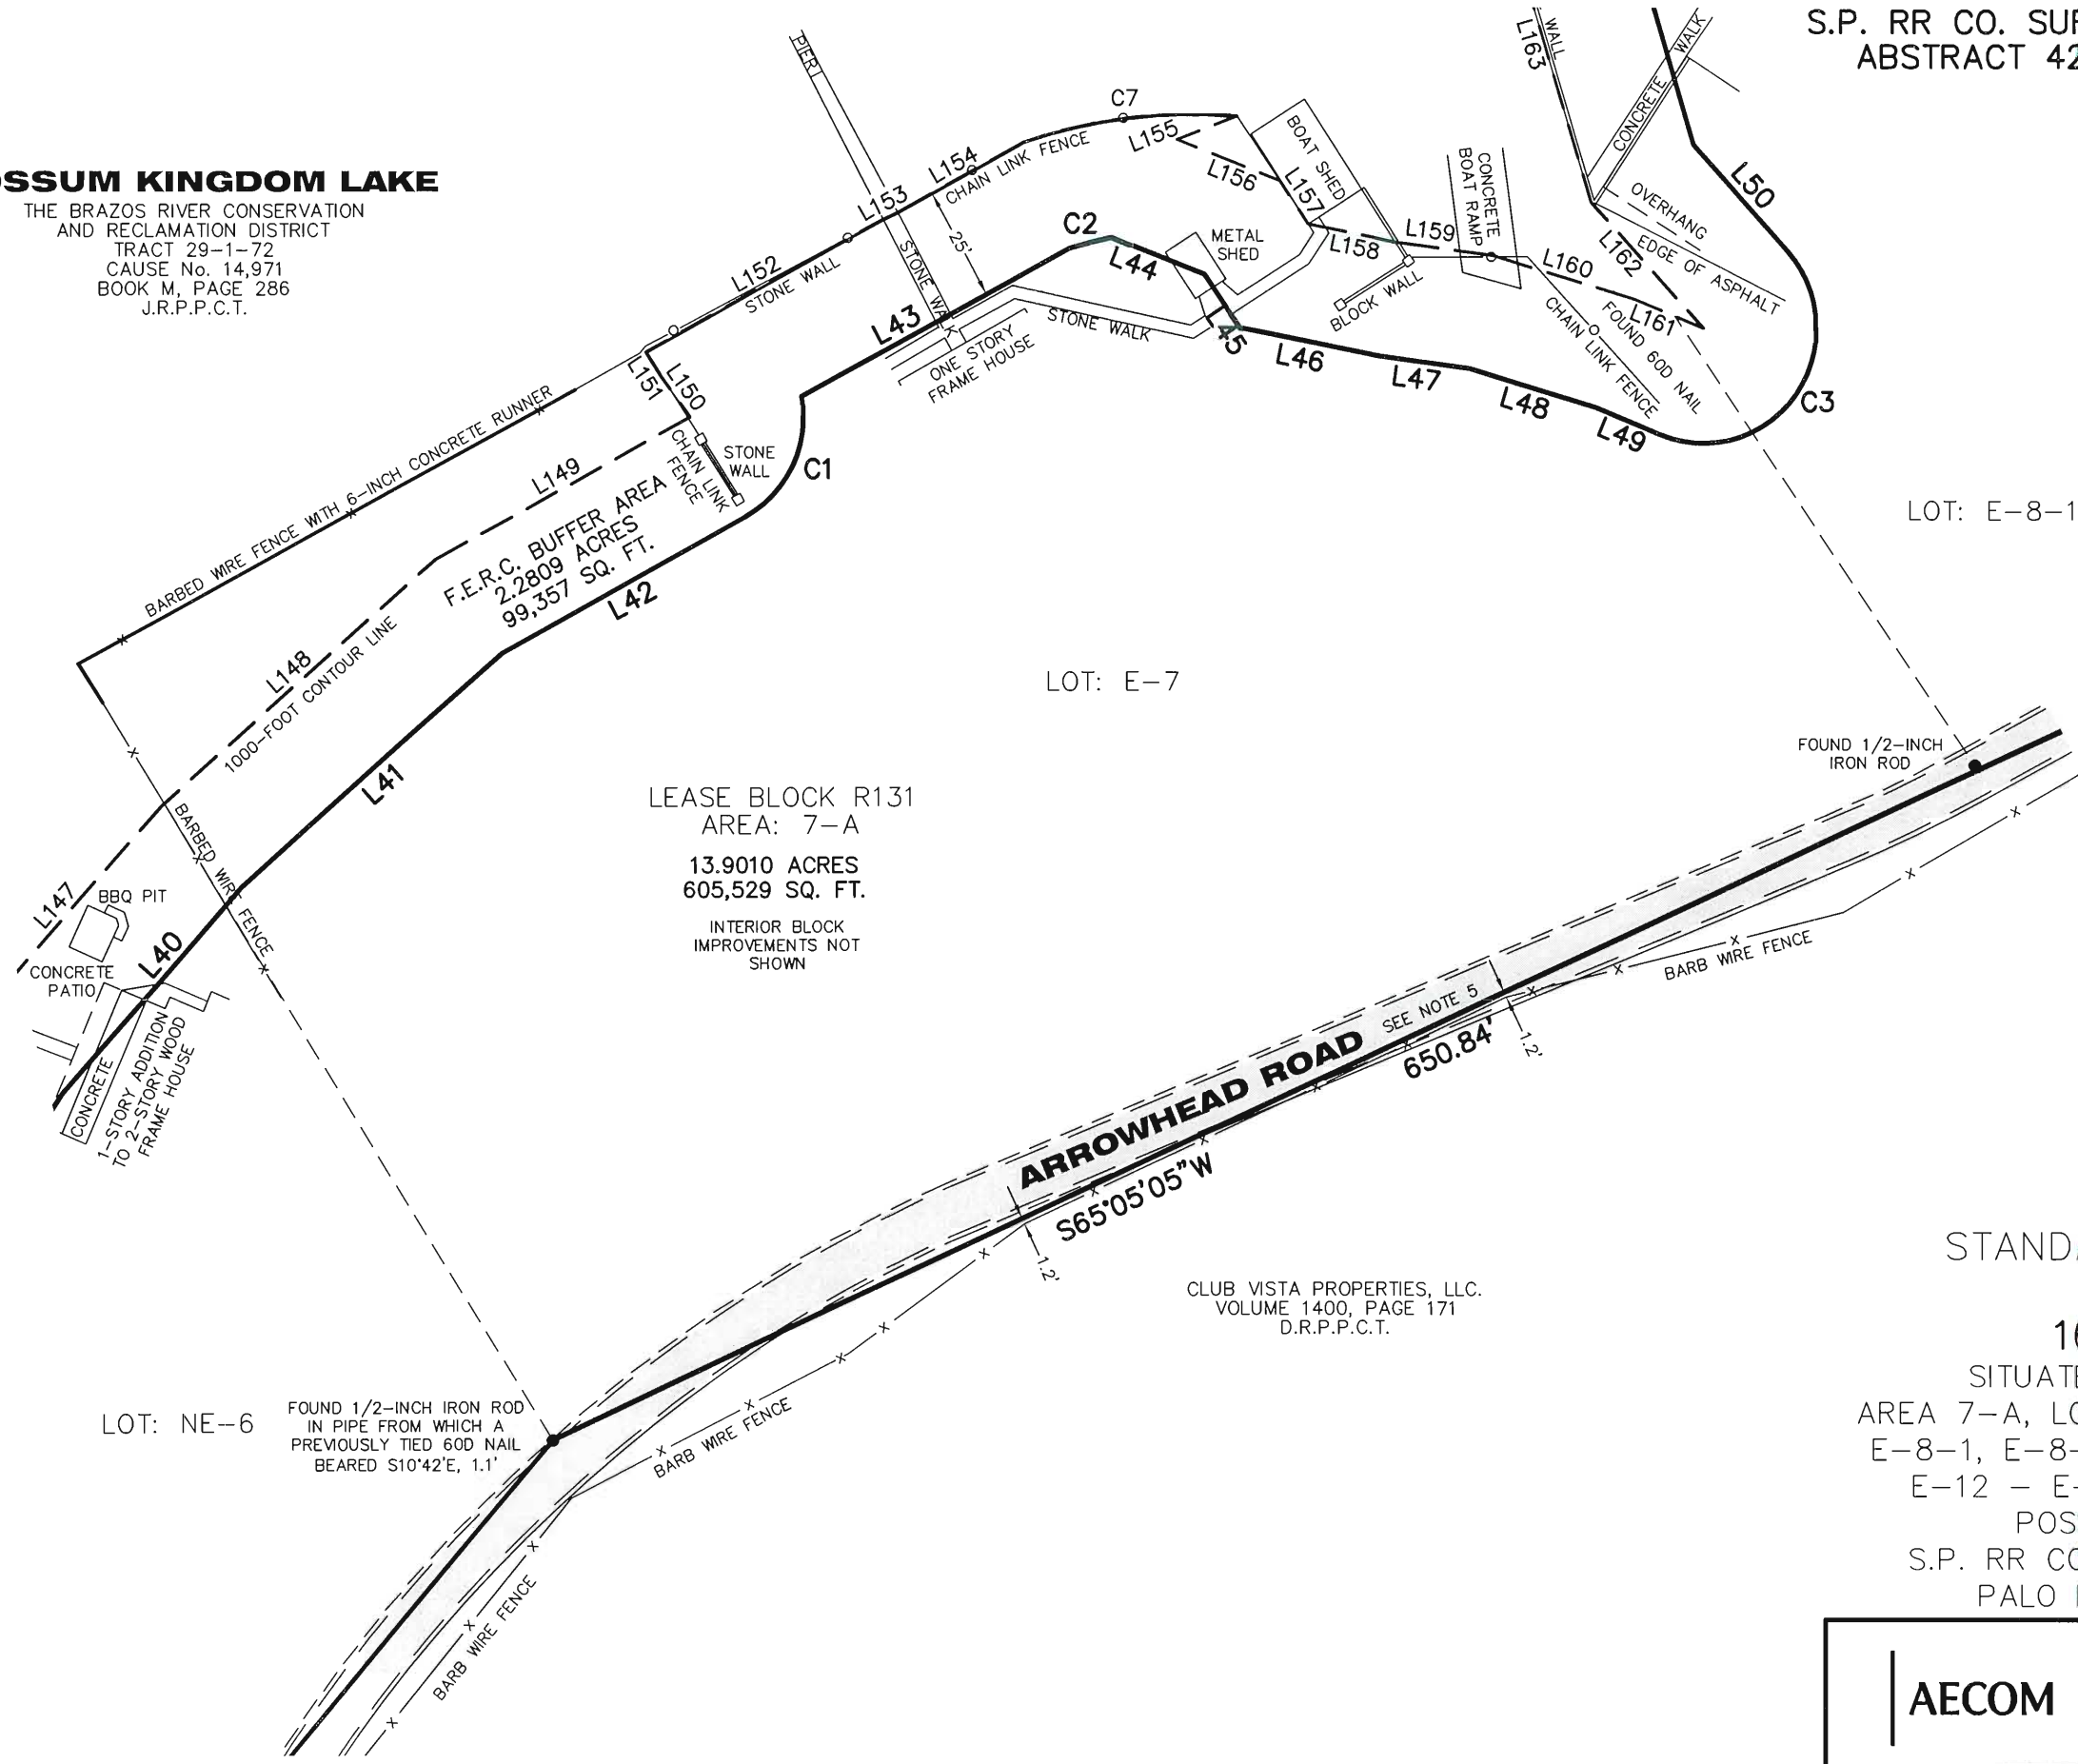 S.P. RR CO. SUR
ABSTRACT 42
OSSUM KINGDOM LAKE
THE BRAZOS RIVER CONSERVATION
AND RECLAMATION DISTRICT
TRACT 29-1-72
CAUSE No. 14,971
BOOK M, PAGE 286
J.R.P.P.C.T.
PIER
WALL
L163
CONCRETE WALK
C7
L155
L154
CHAIN LINK FENCE
L156
BOAT SHED
L157
CONCRETE
BOAT RAMP
L50
OVERHANG
EDGE OF ASPHALT
L162
L153
25'
C2
L44
METAL
SHED
L158
L159
L160
L161
L152
STONE WALL
STONE WALK
L43
ONE STORY
FRAME HOUSE
STONE WALK
45
BLOCK WALL
L46
L47
L48
L49
CHAIN LINK FENCE
FOUND 60D NAIL
C3
L151
L150
BARBED WIRE FENCE WITH 6-INCH CONCRETE RUNNER
CHAIN LINK
FENCE
STONE
WALL
C1
L149
LOT: E-8-1
F.E.R.C. BUFFER AREA
2.2809 ACRES
99,357 SQ. FT.
L42
L148
1000-FOOT CONTOUR LINE
LOT: E-7
L41
FOUND 1/2-INCH
IRON ROD
LEASE BLOCK R131
AREA: 7-A
13.9010 ACRES
605,529 SQ. FT.
INTERIOR BLOCK
IMPROVEMENTS NOT
SHOWN
BARBED WIRE FENCE
L147
BBQ PIT
L40
CONCRETE
PATIO
CONCRETE
1-STORY ADDITION
TO 2-STORY WOOD
FRAME HOUSE
BARB WIRE FENCE
ARROWHEAD ROAD
SEE NOTE 5
650.84'
1.2'
S65°05'05"W
1.2'
CLUB VISTA PROPERTIES, LLC.
VOLUME 1400, PAGE 171
D.R.P.P.C.T.
LOT: NE-6
FOUND 1/2-INCH IRON ROD
IN PIPE FROM WHICH A
PREVIOUSLY TIED 60D NAIL
BEARED S10°42'E, 1.1'
BARB WIRE FENCE
BARB WIRE FENCE
STANDA
16
SITUATE
AREA 7-A, LO
E-8-1, E-8-
E-12 - E-
POS
S.P. RR CO
PALO
AECOM